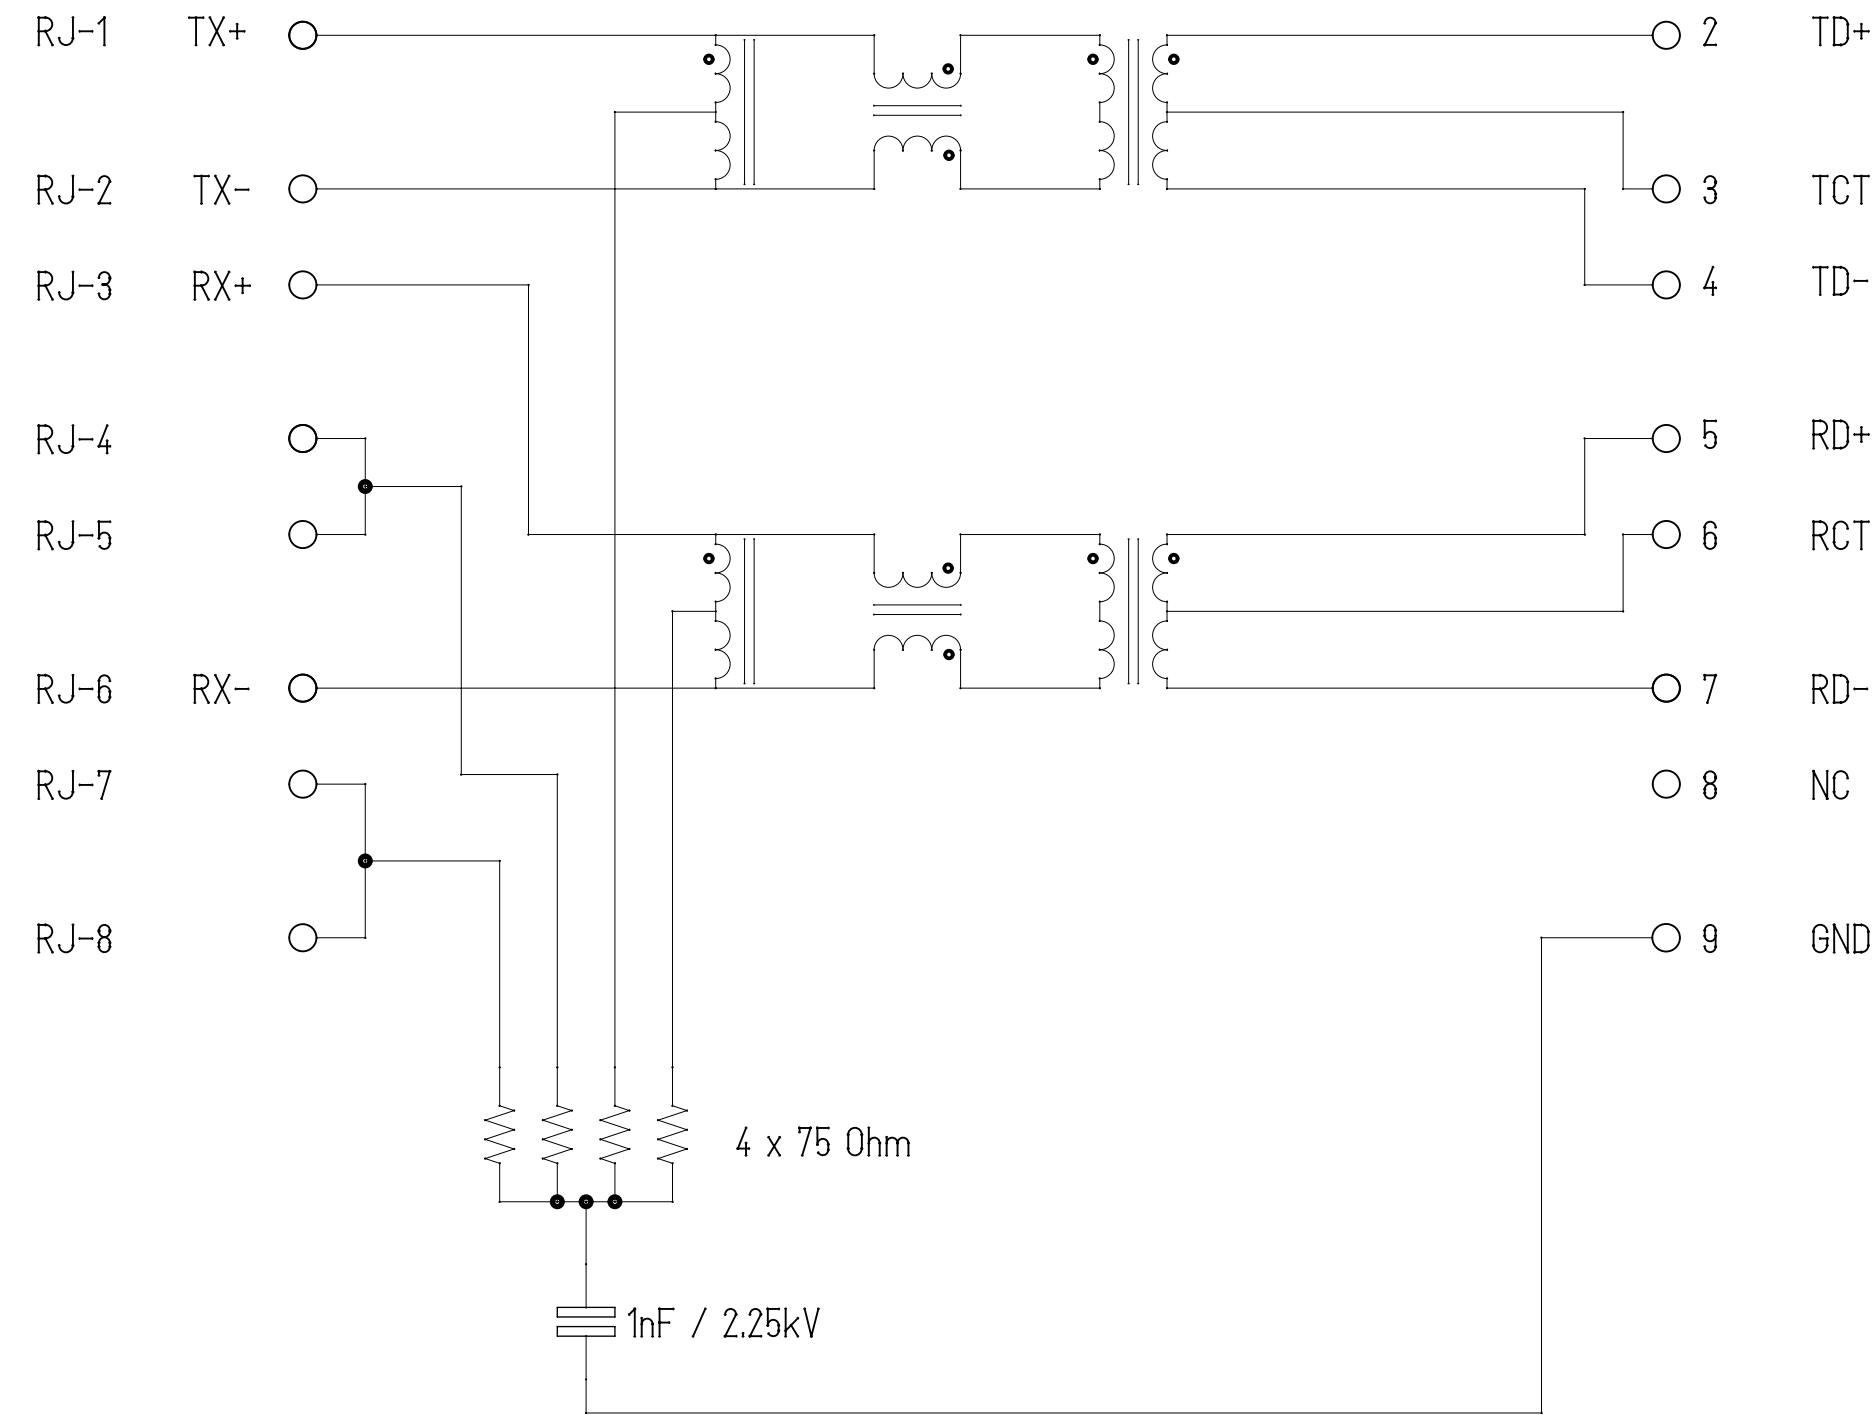 RJ-1 TX+ 2 TD+
RJ-2 TX- 3 TCT
RJ-3 RX+ 4 TD-
RJ-4 5 RD+
RJ-5 6 RCT
RJ-6 RX- 7 RD-
RJ-7 8 NC
RJ-8 9 GND
4 x 75 Ohm
1nF / 2.25kV